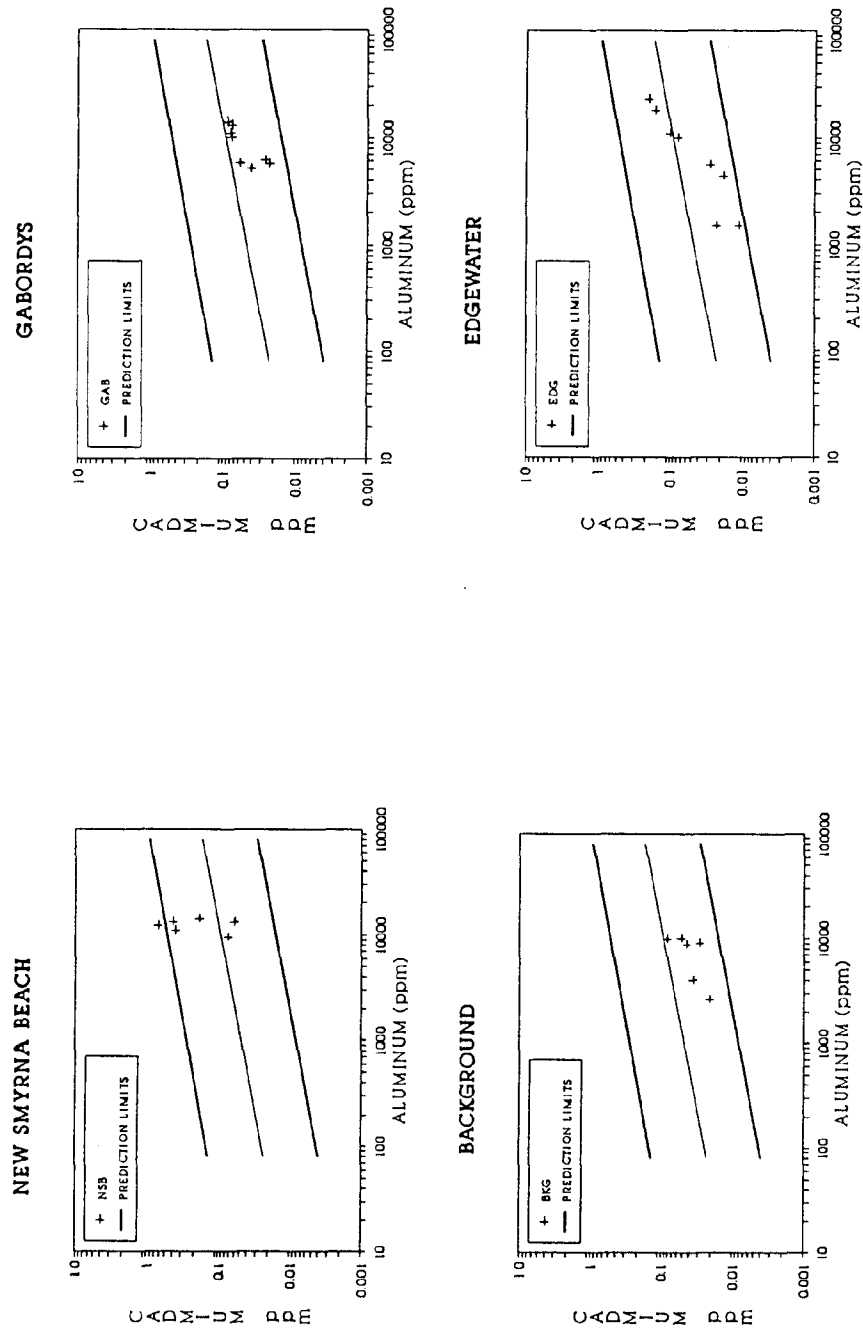 NEW SMYRNA BEACH
CADMIUM ppm
10
1
0.1
0.01
0.001
+ NSB
— PREDICTION LIMITS
10
100
1000
10000
100000
ALUMINUM (ppm)
GABORDYS
CADMIUM ppm
10
1
0.1
0.01
0.001
+ GAB
— PREDICTION LIMITS
10
100
1000
10000
100000
ALUMINUM (ppm)
BACKGROUND
CADMIUM ppm
10
1
0.1
0.01
0.001
+ BKG
— PREDICTION LIMITS
10
100
1000
10000
100000
ALUMINUM (ppm)
EDGEWATER
CADMIUM ppm
10
1
0.1
0.01
0.001
+ EDG
— PREDICTION LIMITS
10
100
1000
10000
100000
ALUMINUM (ppm)